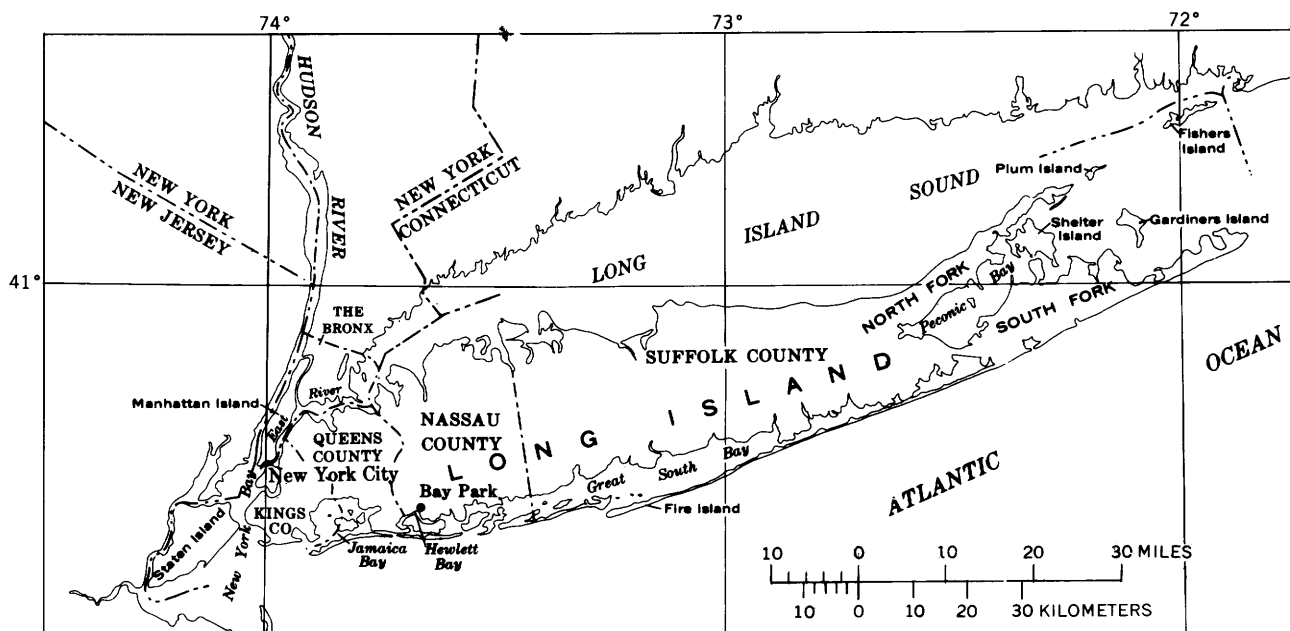 74°
73°
72°
HUDSON
RIVER
NEW YORK
NEW JERSEY
NEW YORK
CONNECTICUT
LONG ISLAND SOUND
Fishers
Island
Plum Island
Shelter
Island
Gardiners Island
41°
THE
BRONX
NORTH FORK
Peconic Bay
SOUTH FORK
SUFFOLK COUNTY
OCEAN
Manhattan Island
East River
NASSAU
COUNTY
LONG ISLAND
QUEENS
COUNTY
New York City
Bay Park
Great South Bay
ATLANTIC
KINGS
CO
Fire Island
Staten Island
New York Bay
Jamaica
Bay
Hewlett
Bay
10 0 10 20 30 MILES
10 0 10 20 30 KILOMETERS